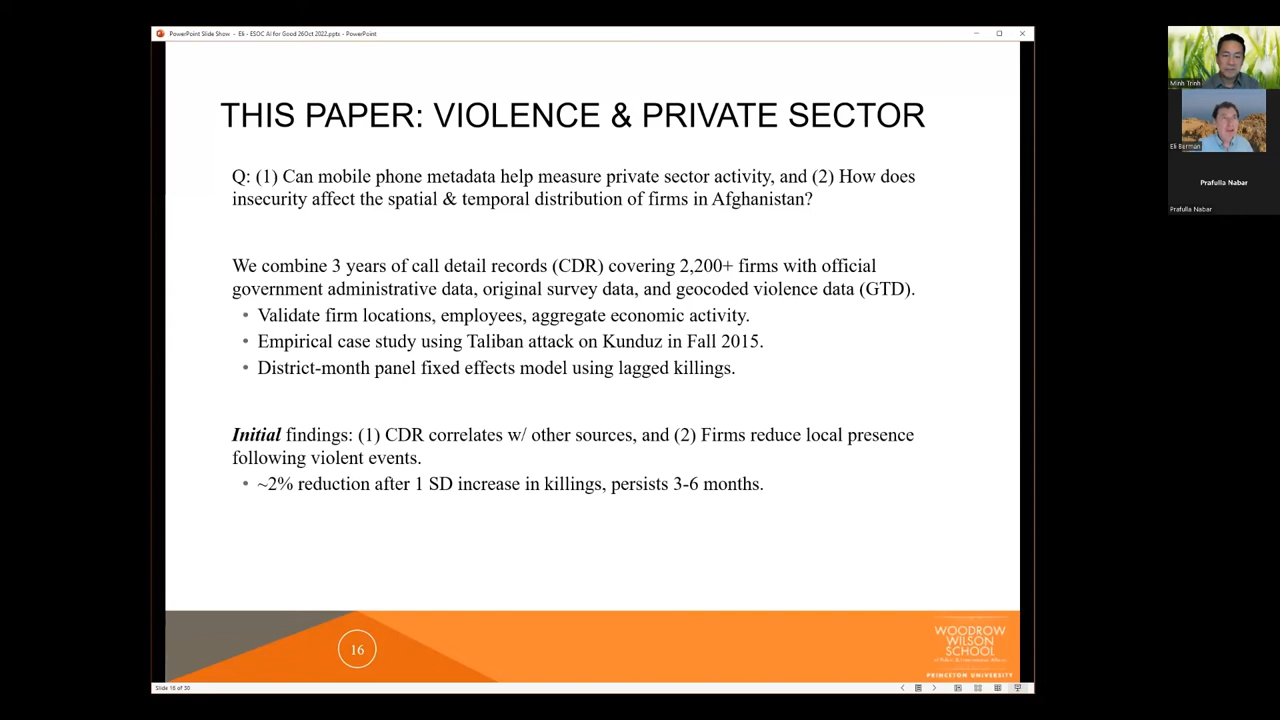 PowerPoint Slide Show - Eli - ESOC AI for Good 26Oct 2022.pptx - PowerPoint
THIS PAPER: VIOLENCE & PRIVATE SECTOR
Q: (1) Can mobile phone metadata help measure private sector activity, and (2) How does
insecurity affect the spatial & temporal distribution of firms in Afghanistan?
We combine 3 years of call detail records (CDR) covering 2,200+ firms with official
government administrative data, original survey data, and geocoded violence data (GTD).
• Validate firm locations, employees, aggregate economic activity.
• Empirical case study using Taliban attack on Kunduz in Fall 2015.
• District-month panel fixed effects model using lagged killings.
Initial findings: (1) CDR correlates w/ other sources, and (2) Firms reduce local presence
following violent events.
• ~2% reduction after 1 SD increase in killings, persists 3-6 months.
16
WOODROW
WILSON
SCHOOL
of Public & International Affairs
PRINCETON UNIVERSITY
Slide 16 of 30
Minh Trinh
Eli Berman
Prafulla Nabar
Prafulla Nabar